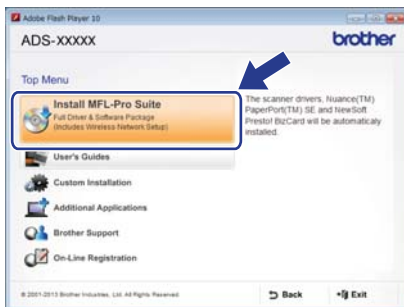 Adobe Flash Player 10
ADS-XXXXX
brother
Top Menu
Install MFL-Pro Suite
Full Driver & Software Package
(Includes Wireless Network Setup)
The scanner drivers, Nuance(TM)
PaperPort(TM) SE and NewSoft
Presto! BizCard will be automaticaly
installed.
User's Guides
Custom Installation
Additional Applications
Brother Support
On-Line Registration
© 2001-2013 Brother Industries, Ltd. All Rights Reserved.
Back
Exit